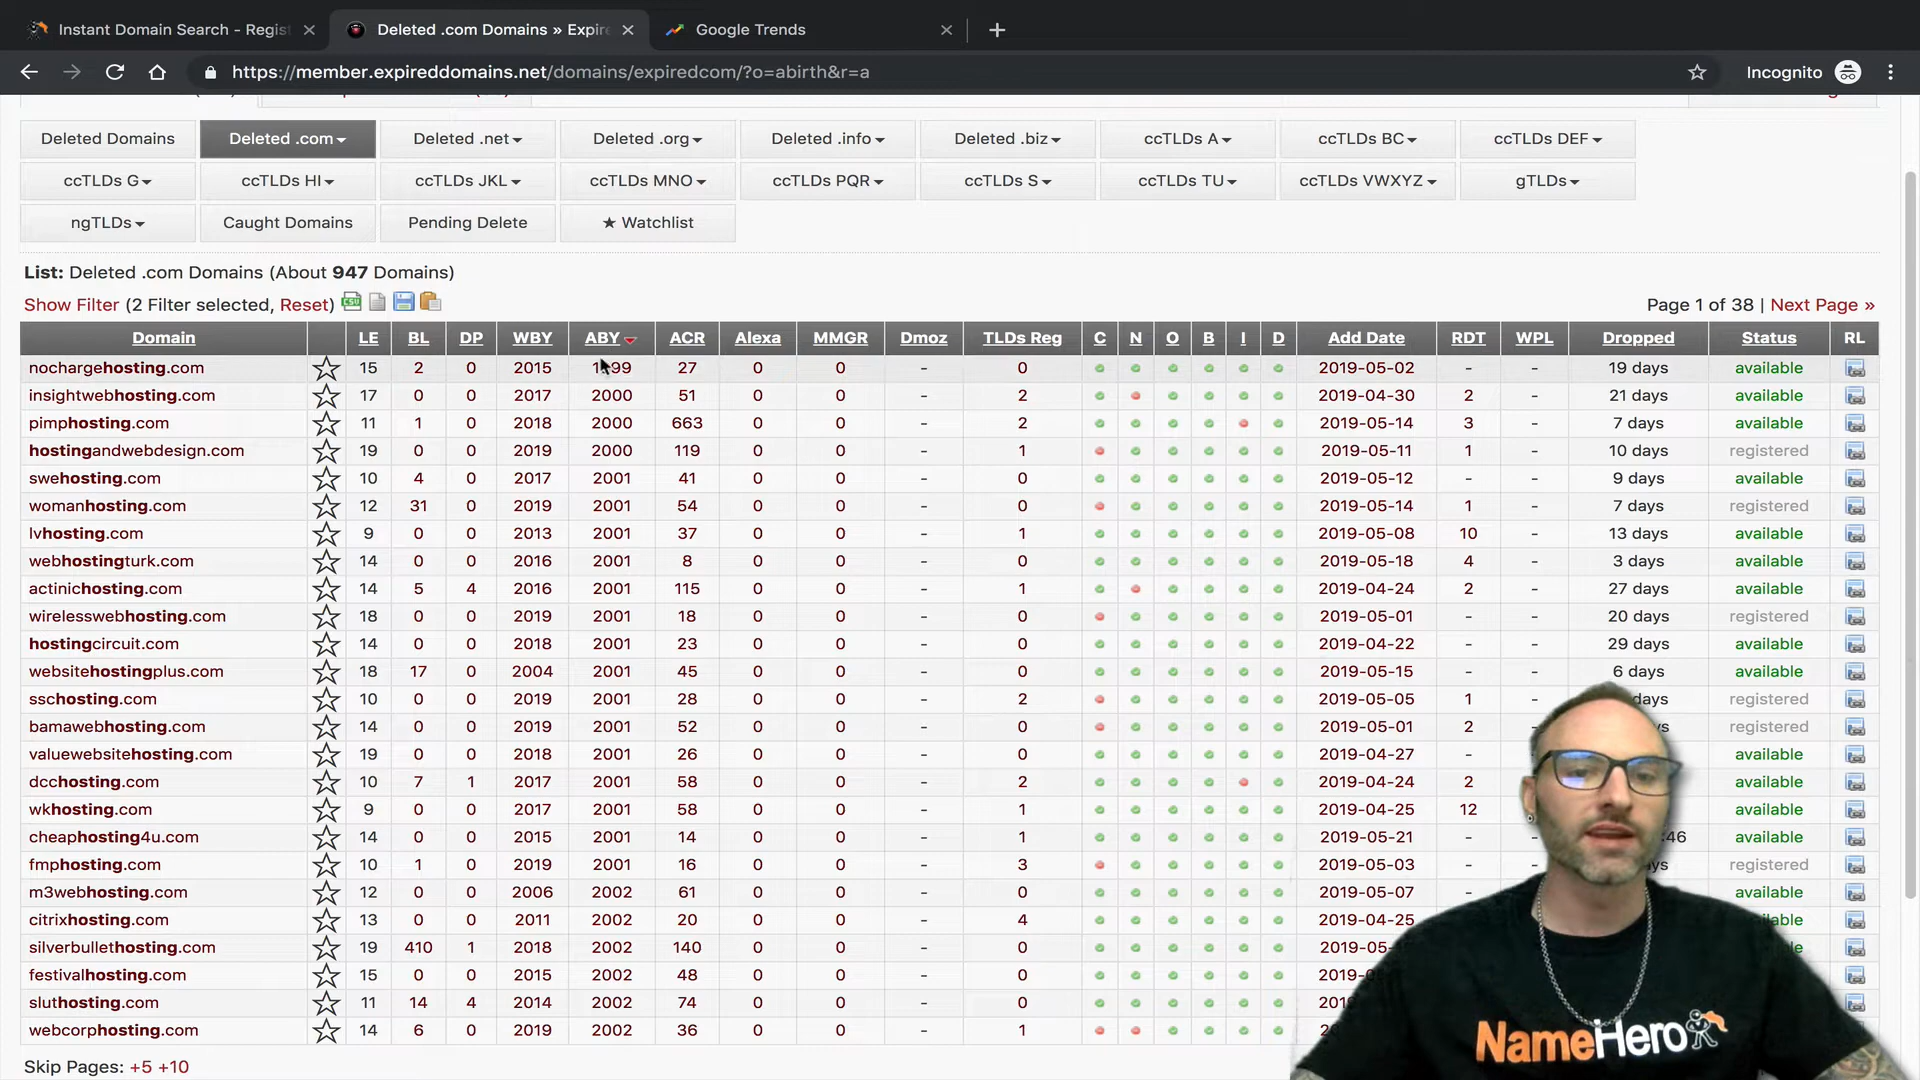 Instant Domain Search - Regis
Deleted .com Domains » Expire
Google Trends
https://member.expireddomains.net/domains/expiredcom/?o=abirth&r=a
Incognito
Deleted Domains Deleted .com Deleted .net Deleted .org Deleted .info Deleted .biz ccTLDs A ccTLDs BC ccTLDs DEF
ccTLDs G ccTLDs HI ccTLDs JKL ccTLDs MNO ccTLDs PQR ccTLDs S ccTLDs TU ccTLDs VWXYZ gTLDs
ngTLDs Caught Domains Pending Delete ★ Watchlist
List: Deleted .com Domains (About 947 Domains)
Show Filter (2 Filter selected, Reset) CSV
Page 1 of 38 | Next Page »
Domain LE BL DP WBY ABY ACR Alexa MMGR Dmoz TLDs Reg C N O B I D Add Date RDT WPL Dropped Status RL
nochargehosting.com 15 2 0 2015 27 0 0 - 0 2019-05-02 - - 19 days available
insightwebhosting.com 17 0 0 2017 2000 51 0 0 - 2 2019-04-30 2 - 21 days available
pimphosting.com 11 1 0 2018 2000 663 0 0 - 2 2019-05-14 3 - 7 days available
hostingandwebdesign.com 19 0 0 2019 2000 119 0 0 - 1 2019-05-11 1 - 10 days registered
swehosting.com 10 4 0 2017 2001 41 0 0 - 0 2019-05-12 - - 9 days available
womanhosting.com 12 31 0 2019 2001 54 0 0 - 0 2019-05-14 1 - 7 days registered
lvhosting.com 9 0 0 2013 2001 37 0 0 - 1 2019-05-08 10 - 13 days available
webhostingturk.com 14 0 0 2016 2001 8 0 0 - 0 2019-05-18 4 - 3 days available
actinichosting.com 14 5 4 2016 2001 115 0 0 - 1 2019-04-24 2 - 27 days available
wirelesswebhosting.com 18 0 0 2019 2001 18 0 0 - 0 2019-05-01 - - 20 days registered
hostingcircuit.com 14 0 0 2018 2001 23 0 0 - 0 2019-04-22 - - 29 days available
websitehostingplus.com 18 17 0 2004 2001 45 0 0 - 0 2019-05-15 - - 6 days available
sschosting.com 10 0 0 2019 2001 28 0 0 - 2 2019-05-05 1 - days registered
bamawebhosting.com 14 0 0 2019 2001 52 0 0 - 0 2019-05-01 2 - registered
valuewebsitehosting.com 19 0 0 2018 2001 26 0 0 - 0 2019-04-27 - - available
dcchosting.com 10 7 1 2017 2001 58 0 0 - 2 2019-04-24 2 - available
wkhosting.com 9 0 0 2017 2001 58 0 0 - 1 2019-04-25 12 - available
cheaphosting4u.com 14 0 0 2015 2001 14 0 0 - 1 2019-05-21 - - :46 available
fmphosting.com 10 1 0 2019 2001 16 0 0 - 3 2019-05-03 - - registered
m3webhosting.com 12 0 0 2006 2002 61 0 0 - 0 2019-05-07 - available
citrixhosting.com 13 0 0 2011 2002 20 0 0 - 4 2019-04-25
silverbullethosting.com 19 410 1 2018 2002 140 0 0 - 0 2019-05-
festivalhosting.com 15 0 0 2015 2002 48 0 0 - 0 2019-
sluthosting.com 11 14 4 2014 2002 74 0 0 - 0
webcorphosting.com 14 6 0 2019 2002 36 0 0 - 1
Skip Pages: +5 +10
NameHero